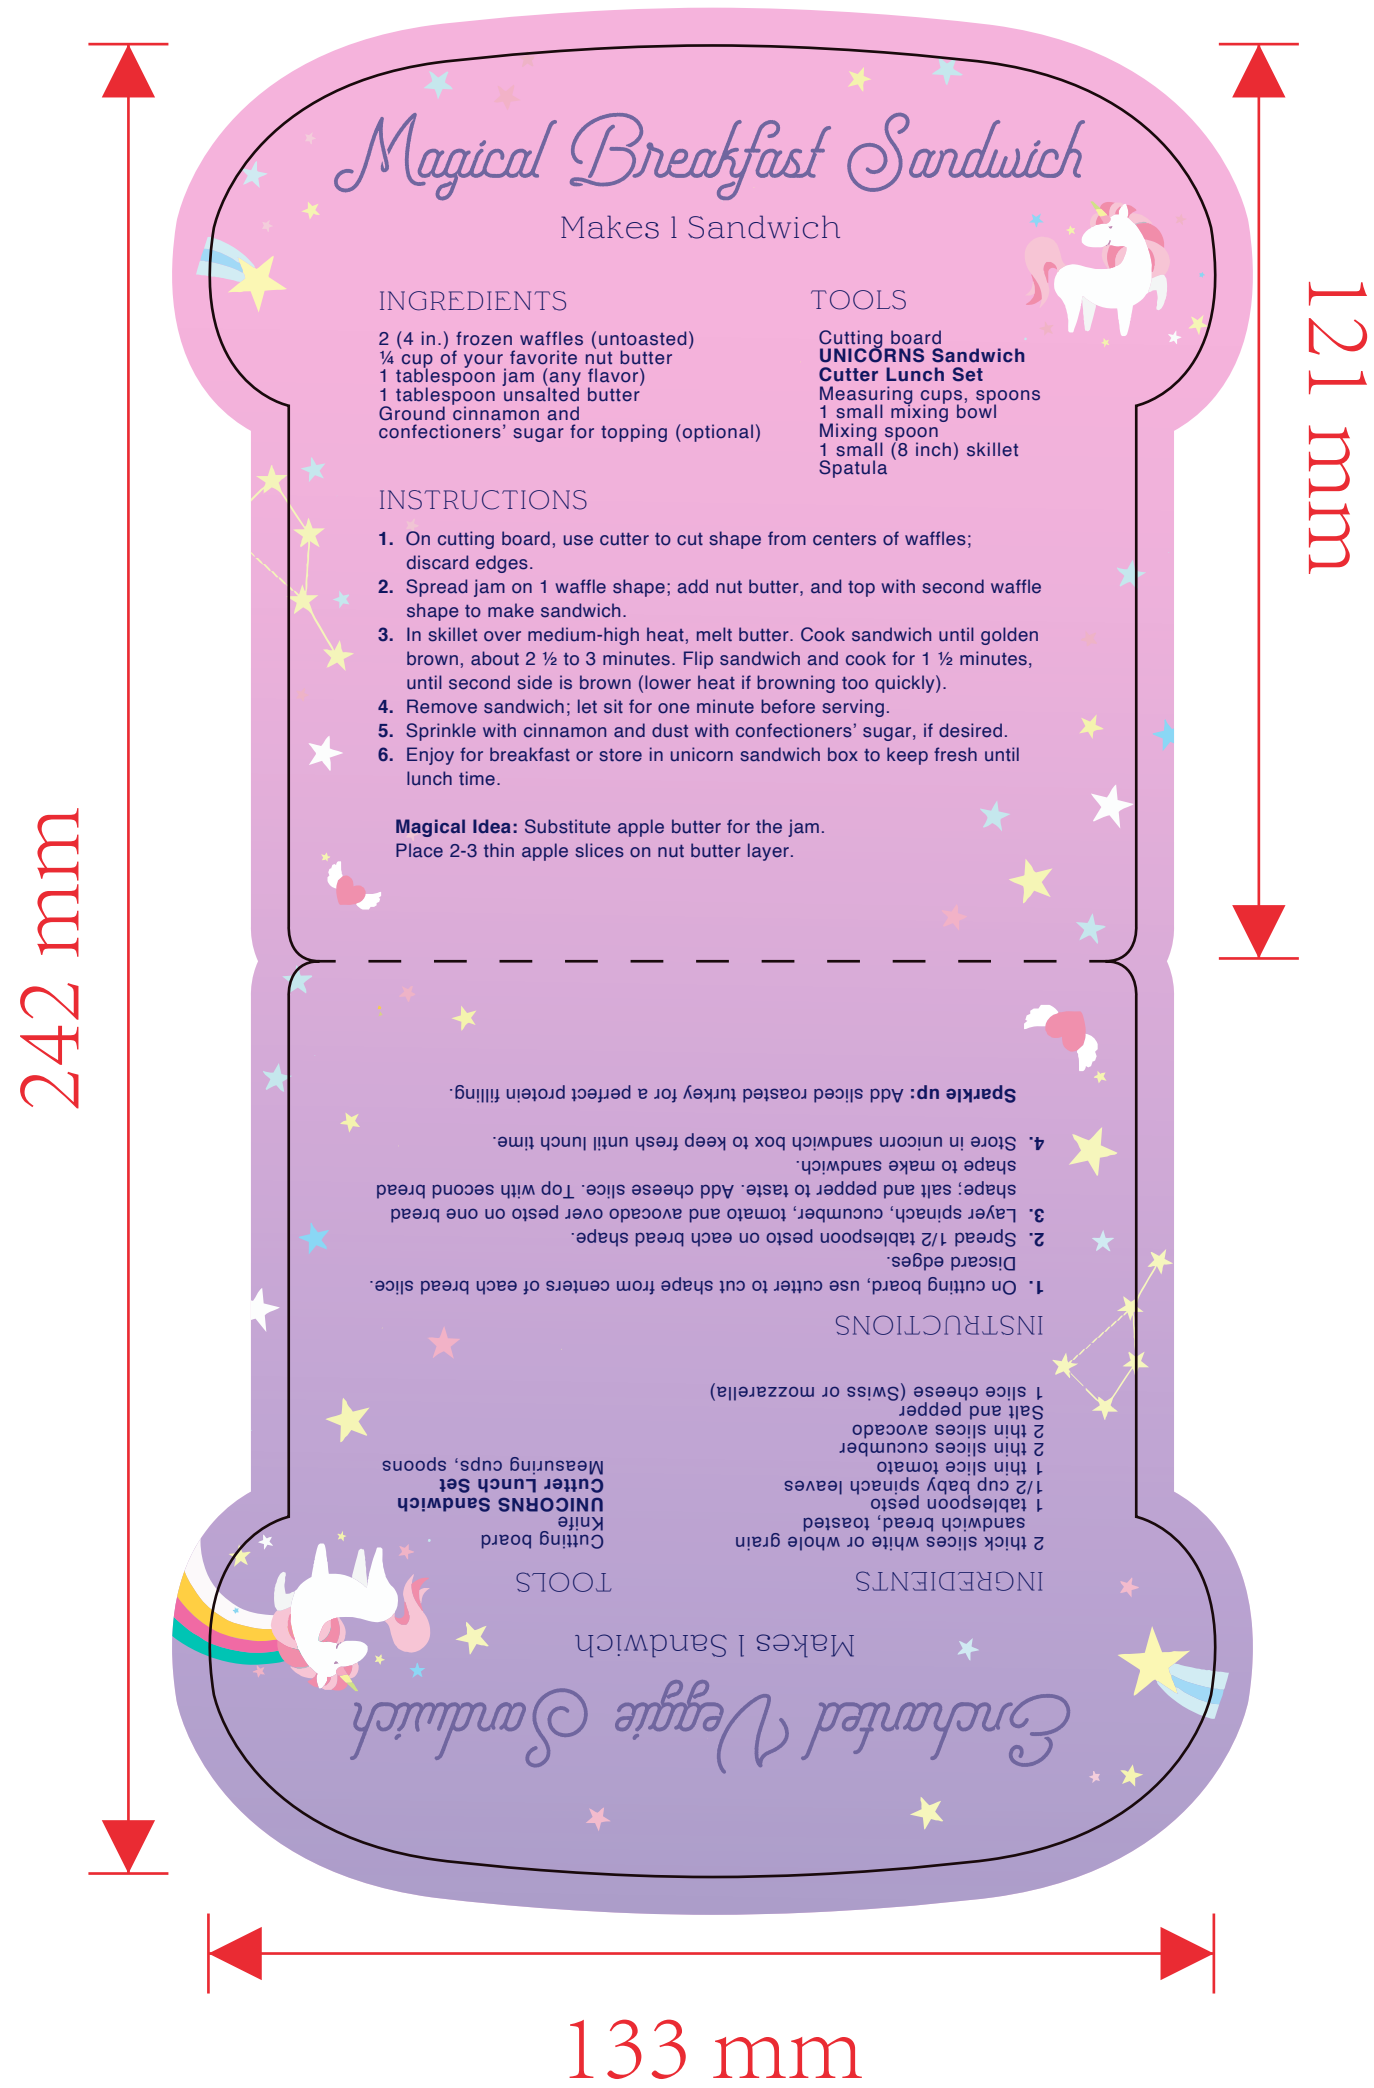 Magical Breakfast Sandwich
Makes 1 Sandwich
INGREDIENTS
2 (4 in.) frozen waffles (untoasted)
¼ cup of your favorite nut butter
1 tablespoon jam (any flavor)
1 tablespoon unsalted butter
Ground cinnamon and
confectioners’ sugar for topping (optional)
TOOLS
Cutting board
UNICORNS Sandwich
Cutter Lunch Set
Measuring cups, spoons
1 small mixing bowl
Mixing spoon
1 small (8 inch) skillet
Spatula
INSTRUCTIONS
1. On cutting board, use cutter to cut shape from centers of waffles;
discard edges.
2. Spread jam on 1 waffle shape; add nut butter, and top with second waffle
shape to make sandwich.
3. In skillet over medium-high heat, melt butter. Cook sandwich until golden
brown, about 2 ½ to 3 minutes. Flip sandwich and cook for 1 ½ minutes,
until second side is brown (lower heat if browning too quickly).
4. Remove sandwich; let sit for one minute before serving.
5. Sprinkle with cinnamon and dust with confectioners’ sugar, if desired.
6. Enjoy for breakfast or store in unicorn sandwich box to keep fresh until
lunch time.
Magical Idea: Substitute apple butter for the jam.
Place 2-3 thin apple slices on nut butter layer.
Enchanted Veggie Sandwich
Makes 1 Sandwich
INGREDIENTS
2 thick slices white or whole grain
sandwich bread, toasted
1 tablespoon pesto
1/2 cup baby spinach leaves
1 thin slice tomato
2 thin slices cucumber
2 thin slices avocado
Salt and pepper
1 slice cheese (Swiss or mozzarella)
TOOLS
Cutting board
Knife
UNICORNS Sandwich
Cutter Lunch Set
Measuring cups, spoons
INSTRUCTIONS
1. On cutting board, use cutter to cut shape from centers of each bread slice.
Discard edges.
2. Spread 1/2 tablespoon pesto on each bread shape.
3. Layer spinach, cucumber, tomato and avocado over pesto on one bread
shape; salt and pepper to taste. Add cheese slice. Top with second bread
shape to make sandwich.
4. Store in unicorn sandwich box to keep fresh until lunch time.
Sparkle up: Add sliced roasted turkey for a perfect protein filling.
242 mm
121 mm
133 mm